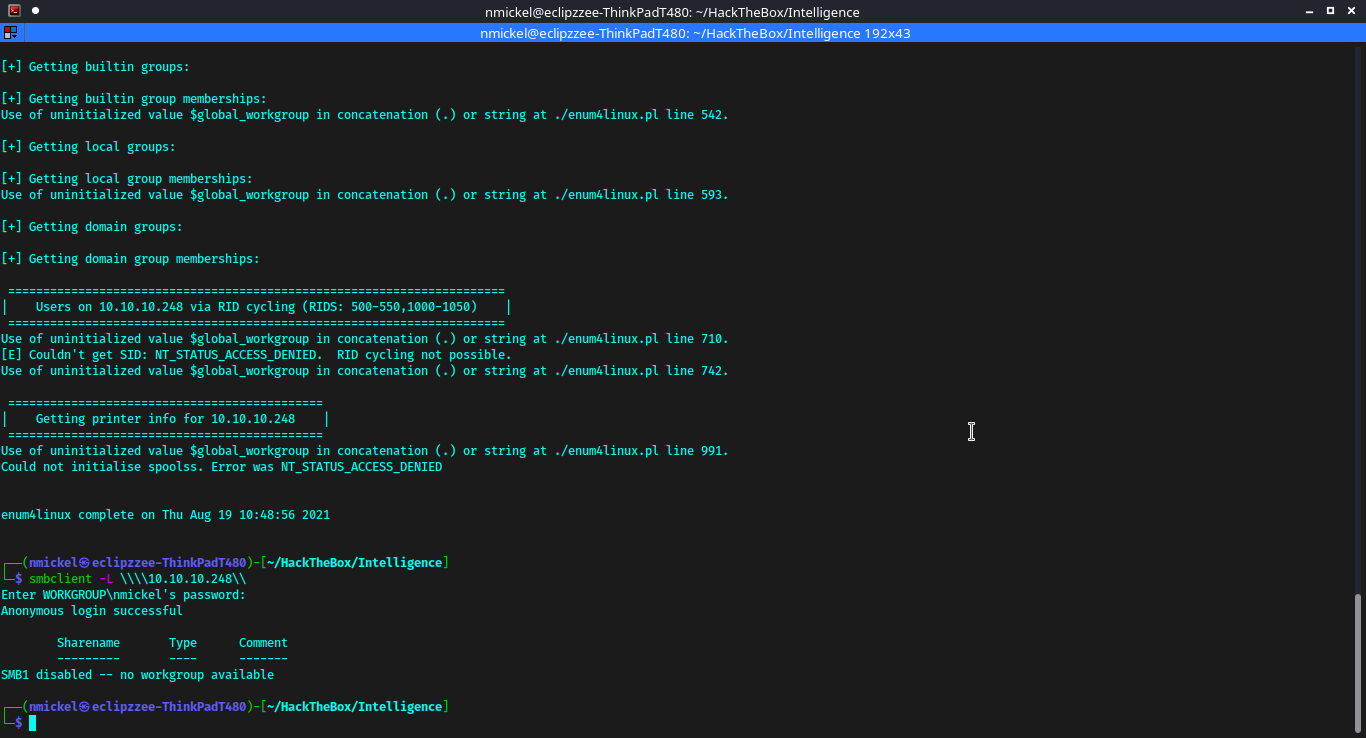 nmickel@eclipzzee-ThinkPadT480: ~/HackTheBox/Intelligence
nmickel@eclipzzee-ThinkPadT480: ~/HackTheBox/Intelligence 192x43
[+] Getting builtin groups:
[+] Getting builtin group memberships:
Use of uninitialized value $global_workgroup in concatenation (.) or string at ./enum4linux.pl line 542.
[+] Getting local groups:
[+] Getting local group memberships:
Use of uninitialized value $global_workgroup in concatenation (.) or string at ./enum4linux.pl line 593.
[+] Getting domain groups:
[+] Getting domain group memberships:
 =======================================================================
|    Users on 10.10.10.248 via RID cycling (RIDS: 500-550,1000-1050)    |
 =======================================================================
Use of uninitialized value $global_workgroup in concatenation (.) or string at ./enum4linux.pl line 710.
[E] Couldn't get SID: NT_STATUS_ACCESS_DENIED.  RID cycling not possible.
Use of uninitialized value $global_workgroup in concatenation (.) or string at ./enum4linux.pl line 742.
 =============================================
|    Getting printer info for 10.10.10.248    |
 =============================================
Use of uninitialized value $global_workgroup in concatenation (.) or string at ./enum4linux.pl line 991.
Could not initialise spoolss. Error was NT_STATUS_ACCESS_DENIED
enum4linux complete on Thu Aug 19 10:48:56 2021
┌──(nmickel㉿eclipzzee-ThinkPadT480)-[~/HackTheBox/Intelligence]
└─$ smbclient -L \\\\10.10.10.248\\
Enter WORKGROUP\nmickel's password:
Anonymous login successful
        Sharename       Type      Comment
        ---------       ----      -------
SMB1 disabled -- no workgroup available
┌──(nmickel㉿eclipzzee-ThinkPadT480)-[~/HackTheBox/Intelligence]
└─$